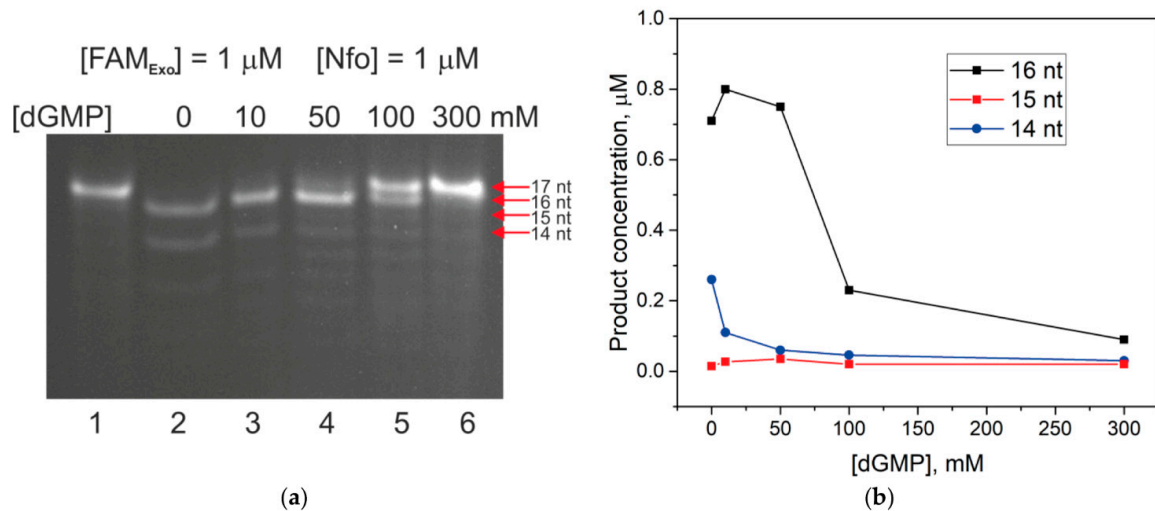 [FAM_Exo] = 1 μM [Nfo] = 1 μM
[dGMP] 0 10 50 100 300 mM
17 nt
16 nt
15 nt
14 nt
1 2 3 4 5 6
(a)
1.0
0.8
0.6
0.4
0.2
0.0
Product concentration, μM
16 nt
15 nt
14 nt
0 50 100 150 200 250 300
[dGMP], mM
(b)